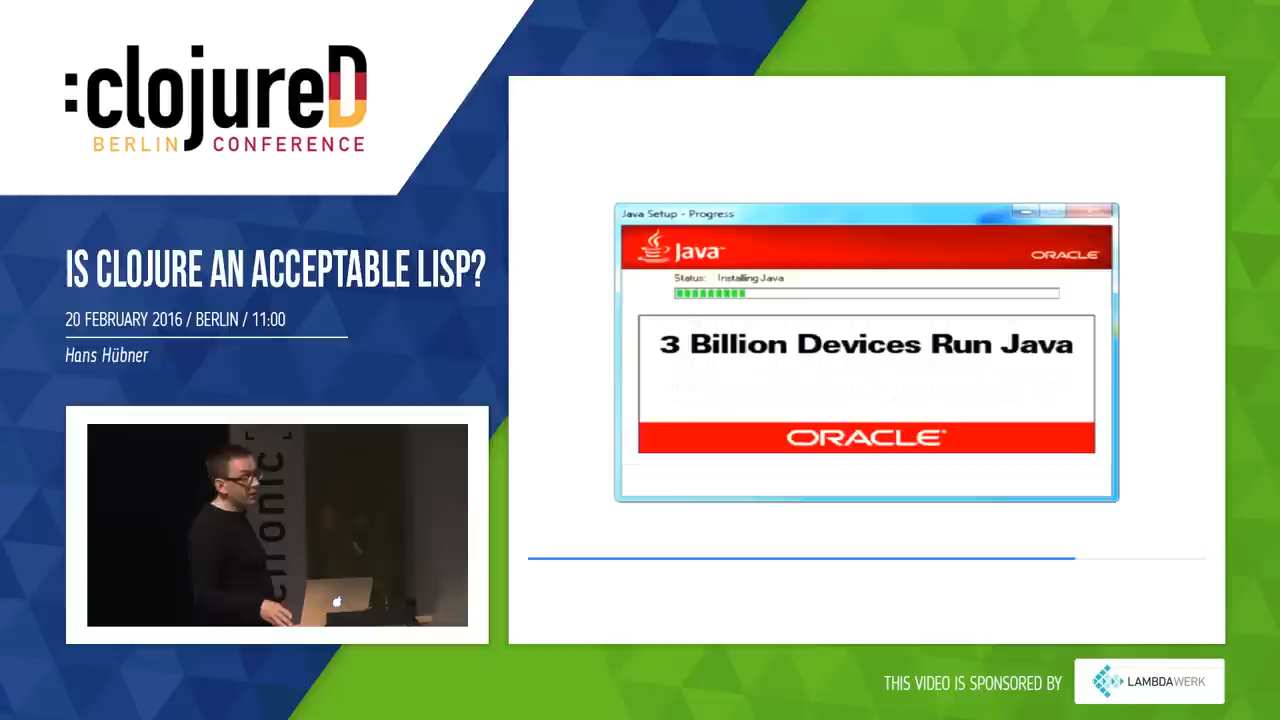 :clojureD
BERLIN CONFERENCE
IS CLOJURE AN ACCEPTABLE LISP?
20 FEBRUARY 2016 / BERLIN / 11:00
Hans Hübner
Java Setup - Progress
Java™
ORACLE
Status: Installing Java
3 Billion Devices Run Java
ORACLE
THIS VIDEO IS SPONSORED BY
LAMBDAWERK